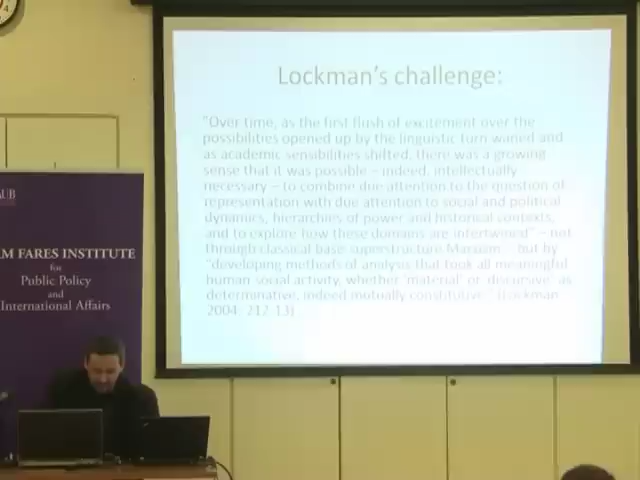 Lockman's challenge:
"Over time, as the first flush of excitement over the
possibilities opened up by the linguistic turn waned and
as academic sensibilities shifted, there was a growing
sense that it was possible – indeed, intellectually
necessary – to combine due attention to the question of
representation with due attention to social and political
dynamics, hierarchies of power and historical contexts,
and to explore how these domains are intertwined" – not
through classical base-superstructure Marxism – but by
"developing methods of analysis that took all meaningful
human social activity, whether 'material' or 'discursive' as
determinative, indeed mutually constitutive." (Lockman
2004: 212-13)
AUB
M FARES INSTITUTE
for
Public Policy
and
International Affairs